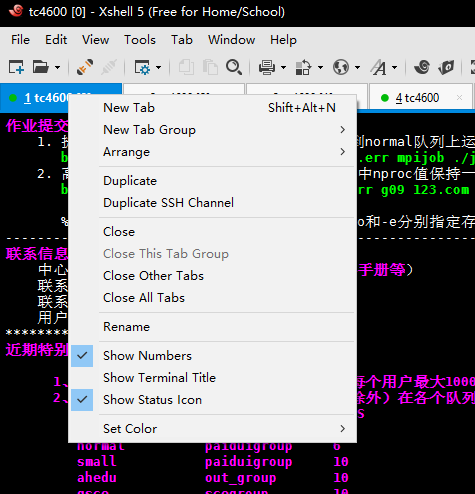 tc4600 [0] - Xshell 5 (Free for Home/School)
File Edit View Tools Tab Window Help
1 tc4600
4 tc4600
New Tab Shift+Alt+N
New Tab Group
Arrange
Duplicate
Duplicate SSH Channel
Close
Close This Tab Group
Close Other Tabs
Close All Tabs
Rename
Show Numbers
Show Terminal Title
Show Status Icon
Set Color
作业提交
1.
到normal队列上运
b
.err mpijob ./j
2.
中nproc值保持一
b
rr g09 123.com
%
o和-e分别指定存
联系信息
中心
手册等）
联系
联系
用户
近期特别
1、
每个用户最大1000
2、
除外）在各个队列
S
normal paiduigroup 6
small paiduigroup 10
ahedu out_group 10